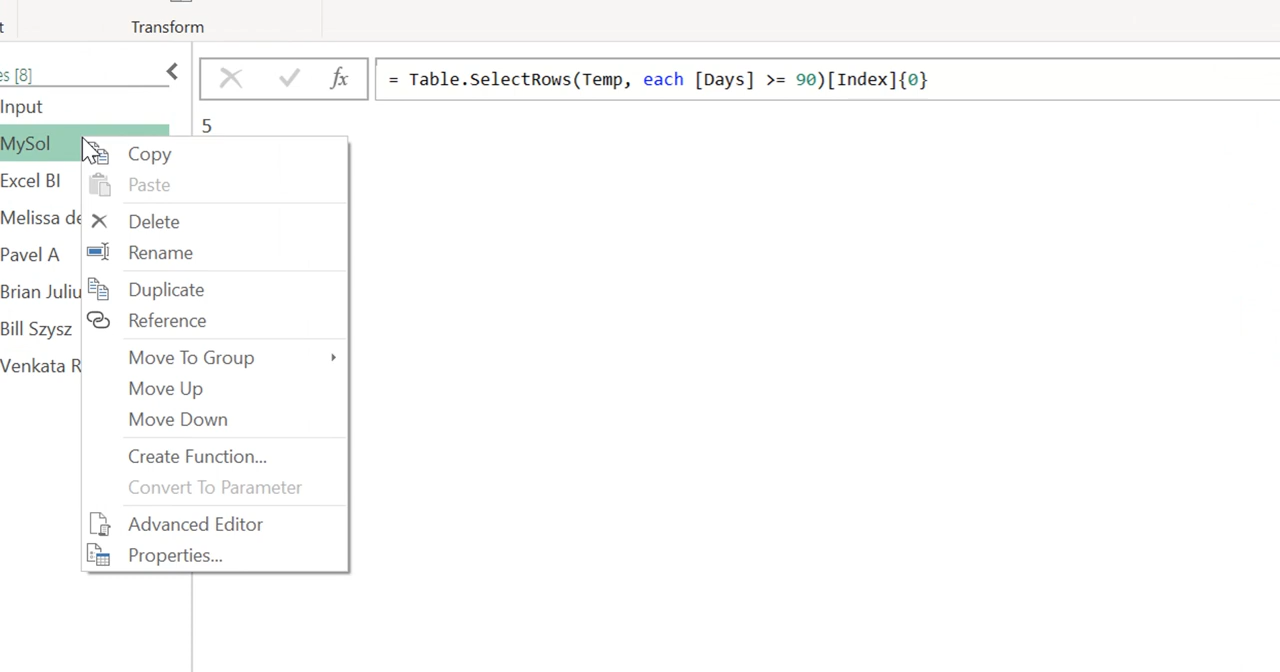 t
Transform
es [8]
fx
= Table.SelectRows(Temp, each [Days] >= 90)[Index]{0}
5
Input
MySol
Excel BI
Melissa de
Pavel A
Brian Juliu
Bill Szysz
Venkata R
Copy
Paste
Delete
Rename
Duplicate
Reference
Move To Group
Move Up
Move Down
Create Function...
Convert To Parameter
Advanced Editor
Properties...